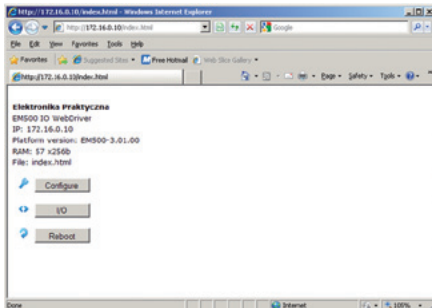 http://172.16.0.10/index.html - Windows Internet Explorer
http://172.16.0.10/index.html
Google
File Edit View Favorites Tools Help
Favorites Suggested Sites Free Hotmail Web Slice Gallery
http://172.16.0.10/index.html
Page Safety Tools
Elektronika Praktyczna
EM500 IO WebDriver
IP: 172.16.0.10
Platform version: EM500-3.01.00
RAM: 57 x256b
File: index.html
Configure
I/O
Reboot
Done Internet 105%